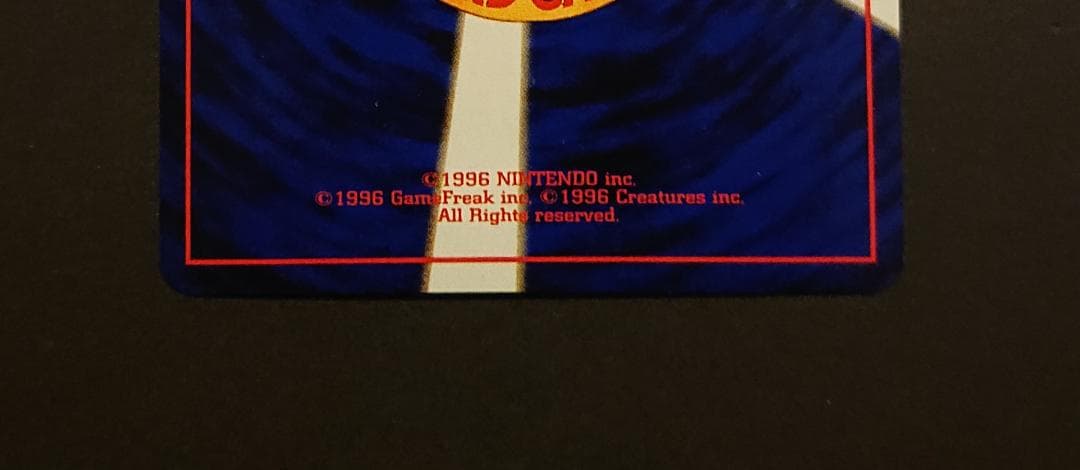 ©1996 NINTENDO inc.
©1996 GameFreak inc. ©1996 Creatures inc.
All Rights reserved.